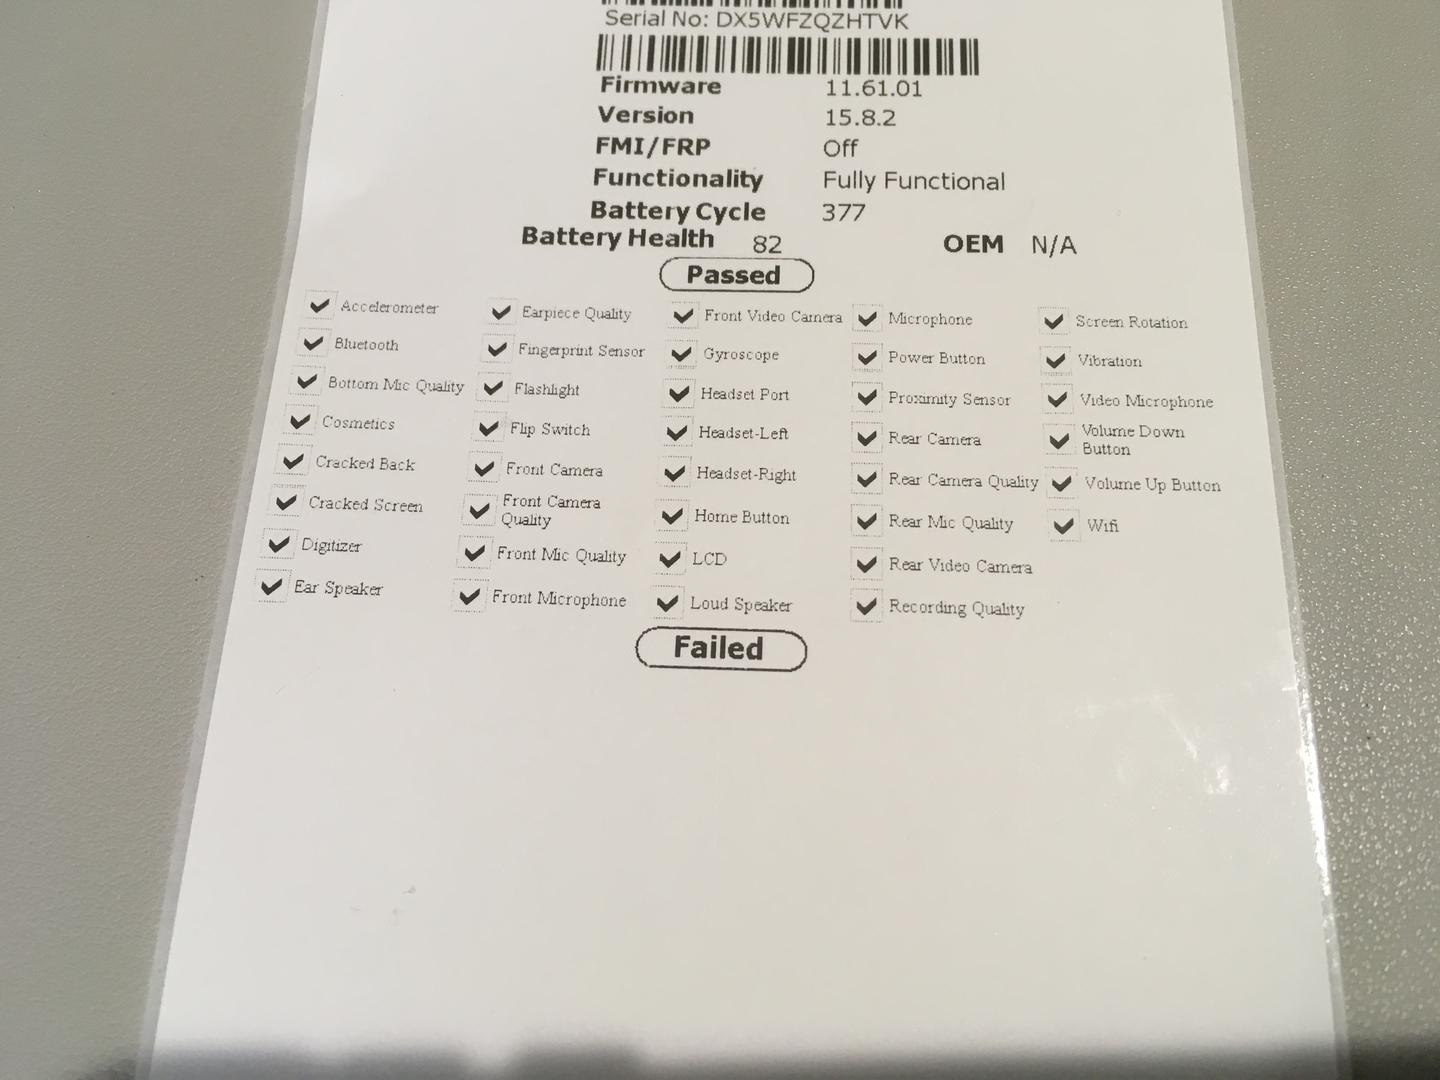 Serial No: DX5WFZQZHTVK
Firmware 11.61.01
Version 15.8.2
FMI/FRP Off
Functionality Fully Functional
Battery Cycle 377
Battery Health 82 OEM N/A
Passed
Accelerometer Earpiece Quality Front Video Camera Microphone Screen Rotation
Bluetooth Fingerprint Sensor Gyroscope Power Button Vibration
Bottom Mic Quality Flashlight Headset Port Proximity Sensor Video Microphone
Cosmetics Flip Switch Headset-Left Rear Camera Volume Down
Button
Cracked Back Front Camera Headset-Right Rear Camera Quality Volume Up Button
Cracked Screen Front Camera
Quality Home Button Rear Mic Quality Wifi
Digitizer Front Mic Quality LCD Rear Video Camera
Ear Speaker Front Microphone Loud Speaker Recording Quality
Failed